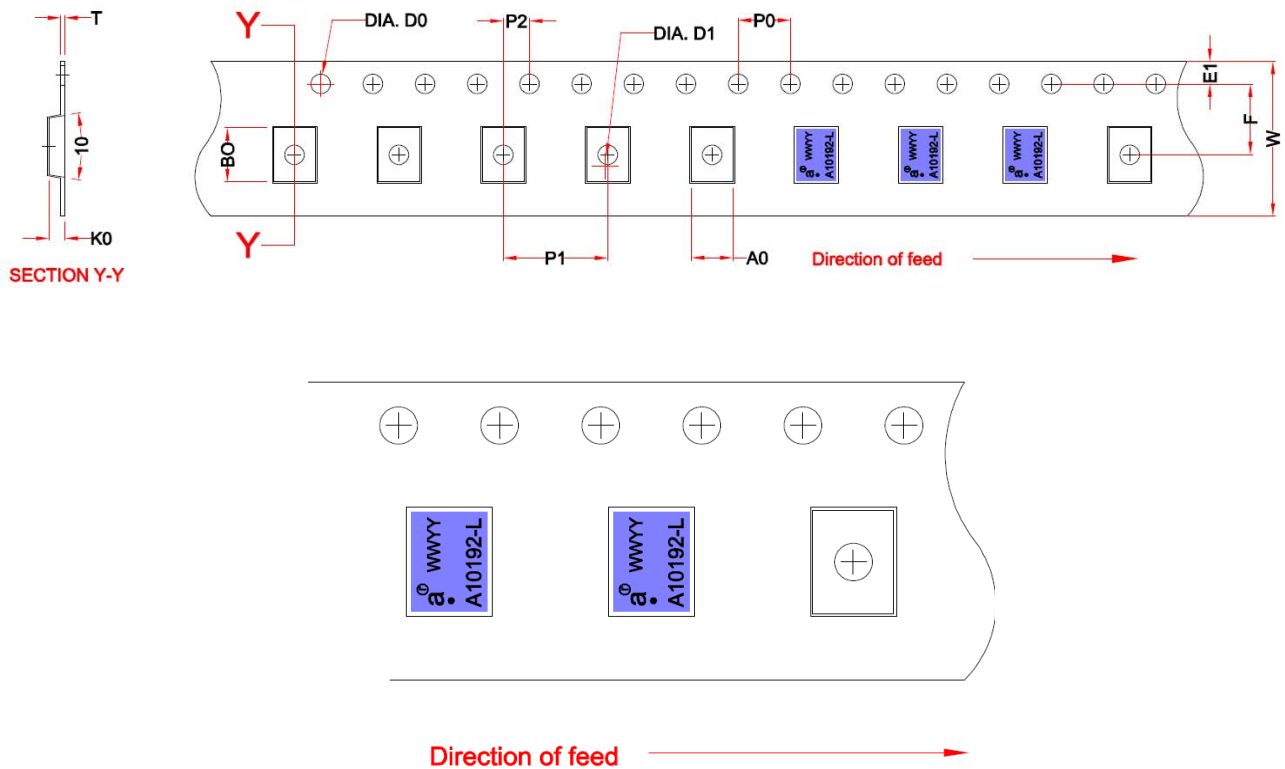 T
Y
DIA. D0
P2
DIA. D1
P0
E1
F
W
BO
10
K0
WWYY
a Ⓣ
A10192-L
WWYY
a Ⓣ
A10192-L
WWYY
a Ⓣ
A10192-L
Y
P1
A0
Direction of feed
SECTION Y-Y
WWYY
a Ⓣ
A10192-L
WWYY
a Ⓣ
A10192-L
Direction of feed